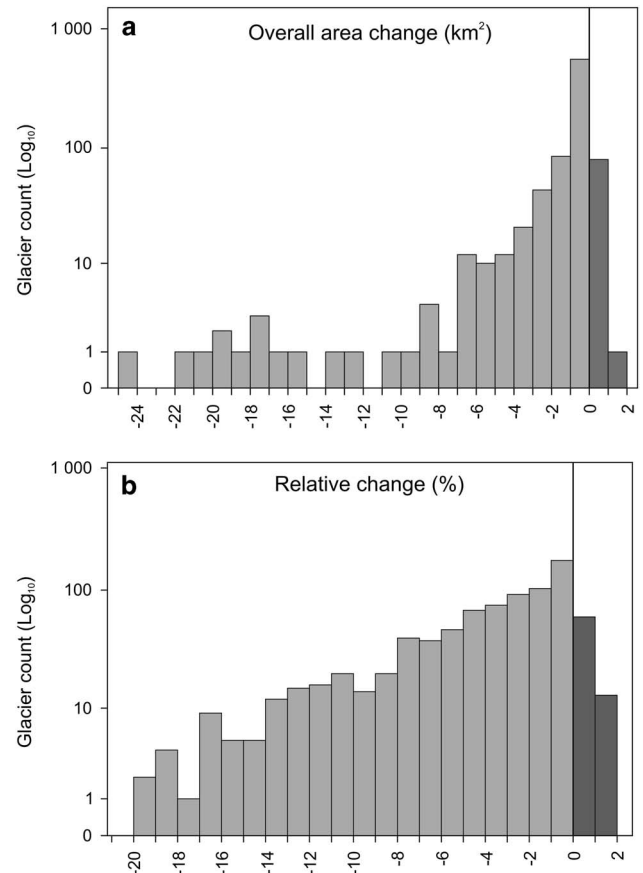 a
Overall area change (km²)
Glacier count (Log₁₀)
1 000
100
10
1
0
-24 -22 -20 -18 -16 -14 -12 -10 -8 -6 -4 -2 0 2
b
Relative change (%)
Glacier count (Log₁₀)
1 000
100
10
1
0
-20 -18 -16 -14 -12 -10 -8 -6 -4 -2 0 2